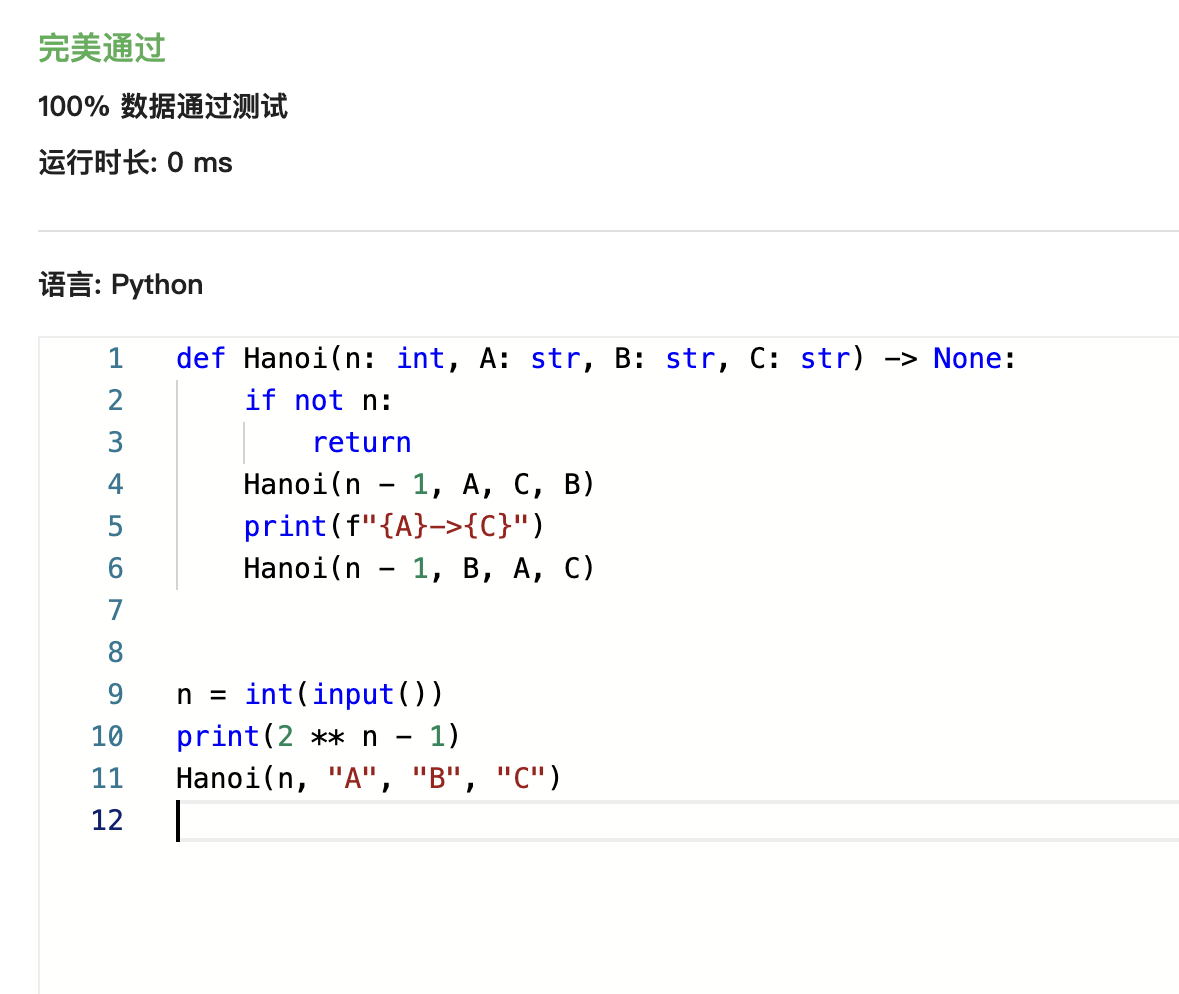 完美通过
100% 数据通过测试
运行时长: 0 ms
语言: Python
1 def Hanoi(n: int, A: str, B: str, C: str) -> None:
2     if not n:
3         return
4     Hanoi(n - 1, A, C, B)
5     print(f"{A}->{C}")
6     Hanoi(n - 1, B, A, C)
7
8
9 n = int(input())
10 print(2 ** n - 1)
11 Hanoi(n, "A", "B", "C")
12